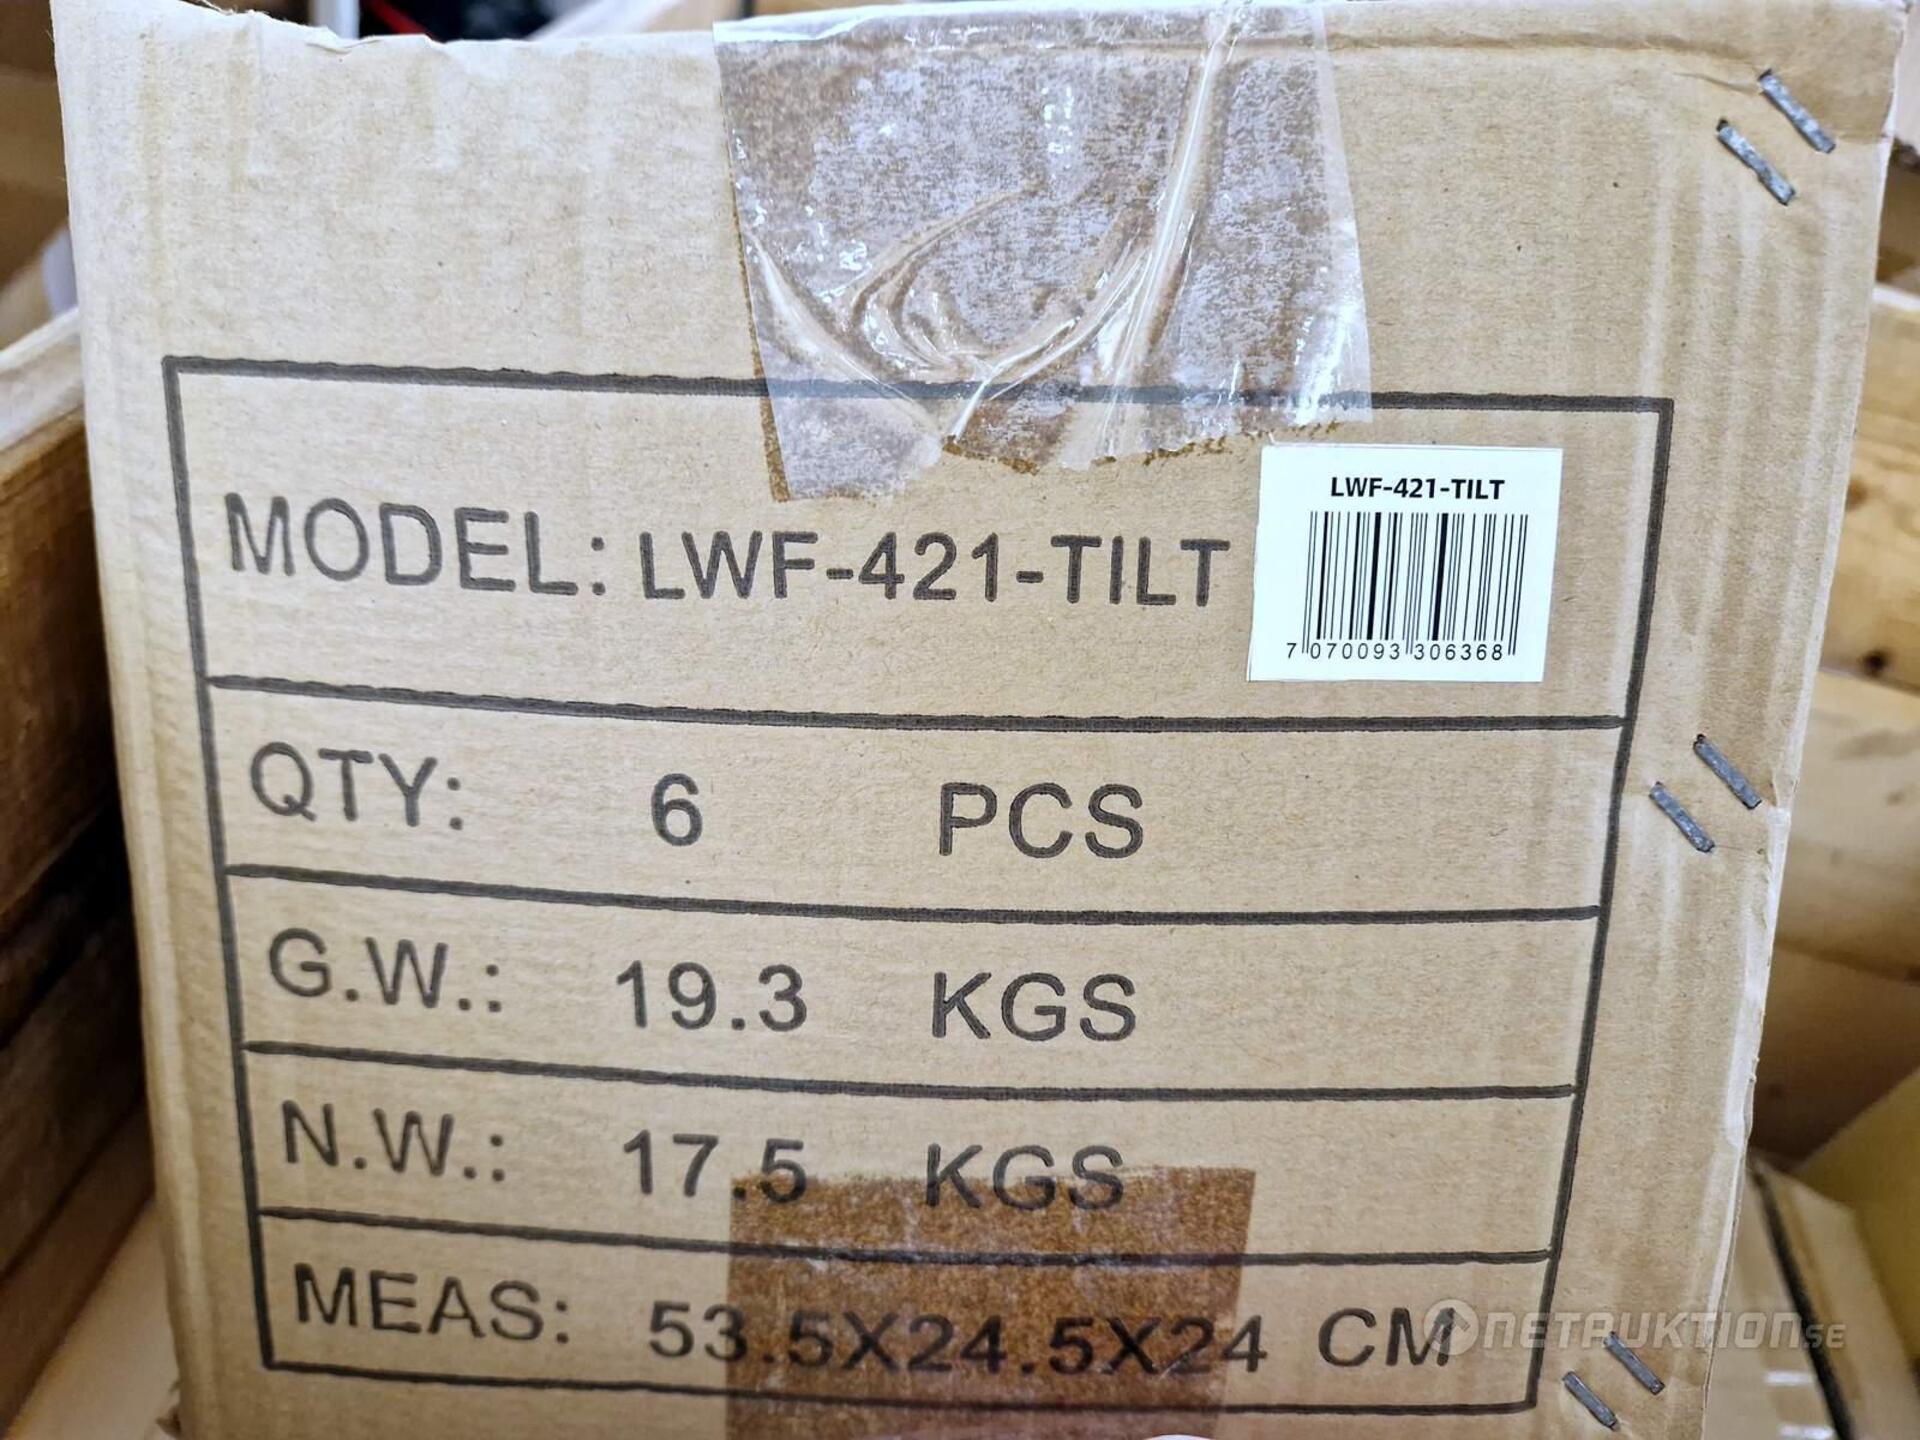 MODEL: LWF-421-TILT
LWF-421-TILT
7 070093 306368
QTY: 6 PCS
G.W.: 19.3 KGS
N.W.: 17.5 KGS
MEAS: 53.5X24.5X24 CM
NETAUKTION.SE